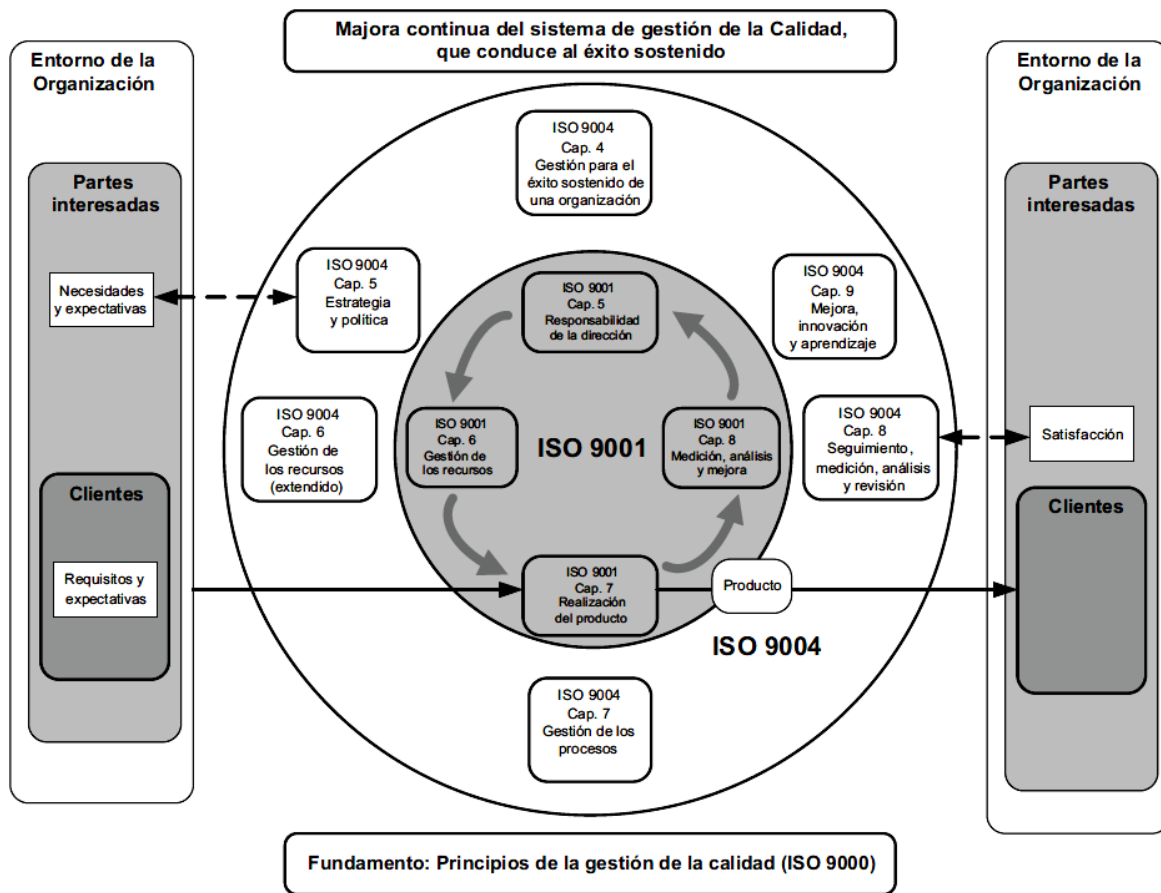 Majora continua del sistema de gestión de la Calidad,
que conduce al éxito sostenido
Entorno de la
Organización
Partes
interesadas
Necesidades
y expectativas
Clientes
Requisitos y
expectativas
ISO 9004
Cap. 4
Gestión para el
éxito sostenido de
una organización
ISO 9004
Cap. 5
Estrategia
y política
ISO 9004
Cap. 6
Gestión de
los recursos
(extendido)
ISO 9001
Cap. 5
Responsabilidad
de la dirección
ISO 9001
Cap. 6
Gestión de
los recursos
ISO 9001
ISO 9001
Cap. 8
Medición, análisis
y mejora
ISO 9001
Cap. 7
Realización
del producto
Producto
ISO 9004
ISO 9004
Cap. 9
Mejora,
innovación
y aprendizaje
ISO 9004
Cap. 8
Seguimiento,
medición, análisis
y revisión
ISO 9004
Cap. 7
Gestión de los
procesos
Entorno de la
Organización
Partes
interesadas
Satisfacción
Clientes
Fundamento: Principios de la gestión de la calidad (ISO 9000)